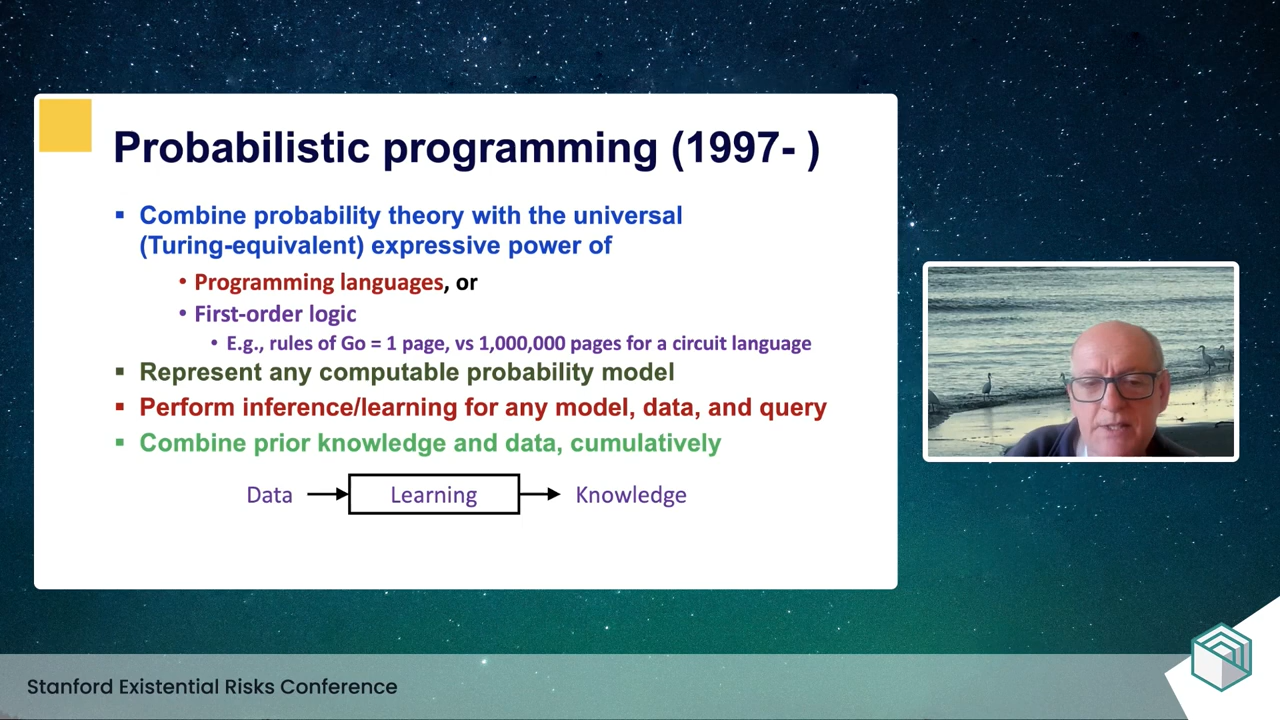 Probabilistic programming (1997- )
▪ Combine probability theory with the universal
(Turing-equivalent) expressive power of
• Programming languages, or
• First-order logic
• E.g., rules of Go = 1 page, vs 1,000,000 pages for a circuit language
▪ Represent any computable probability model
▪ Perform inference/learning for any model, data, and query
▪ Combine prior knowledge and data, cumulatively
Data Learning Knowledge
Stanford Existential Risks Conference